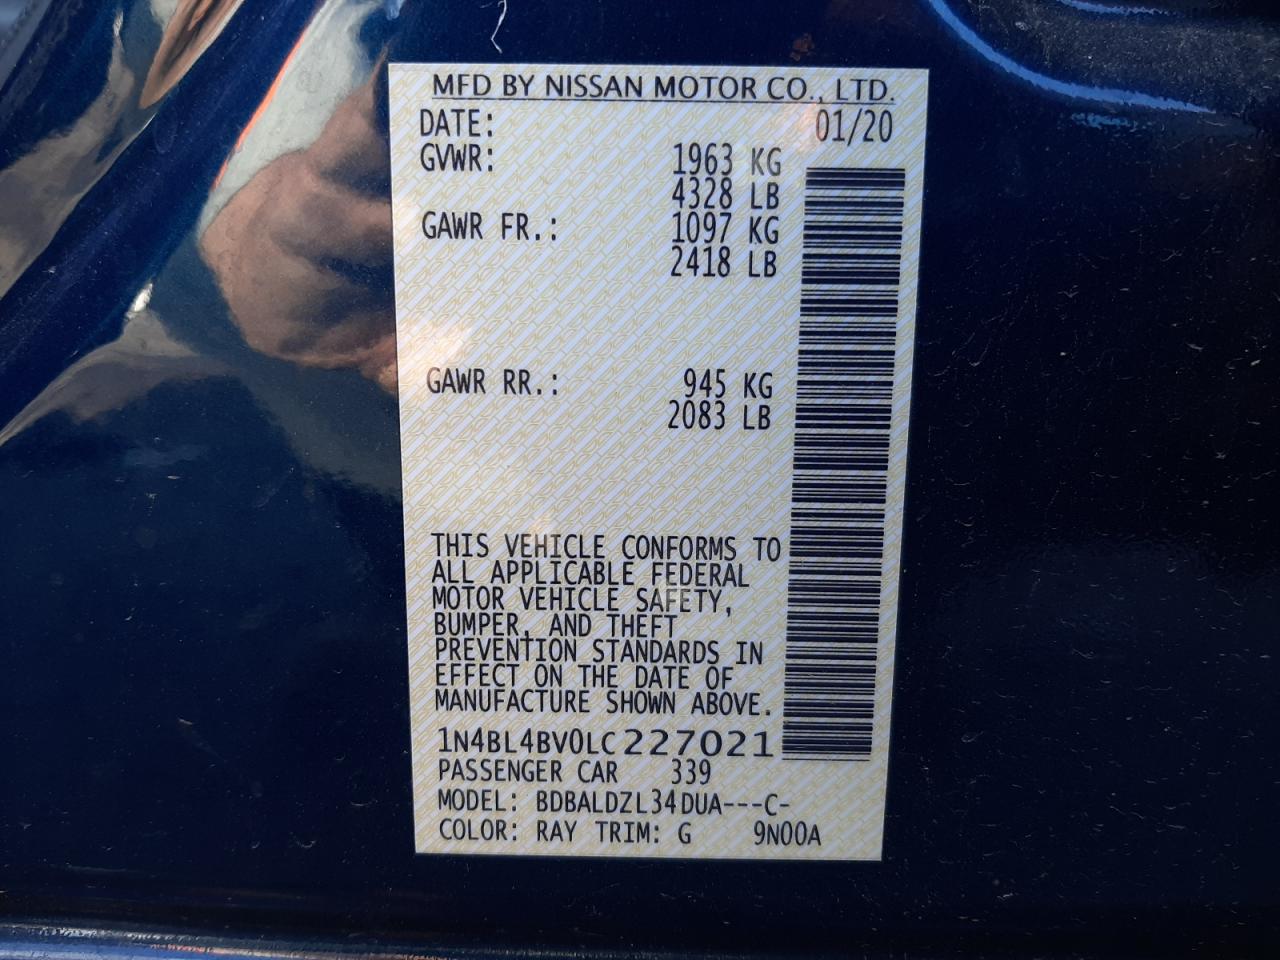 MFD BY NISSAN MOTOR CO., LTD.
DATE: 01/20
GVWR: 1963 KG
4328 LB
GAWR FR.: 1097 KG
2418 LB
GAWR RR.: 945 KG
2083 LB
THIS VEHICLE CONFORMS TO
ALL APPLICABLE FEDERAL
MOTOR VEHICLE SAFETY,
BUMPER, AND THEFT
PREVENTION STANDARDS IN
EFFECT ON THE DATE OF
MANUFACTURE SHOWN ABOVE.
1N4BL4BV0LC227021
PASSENGER CAR 339
MODEL: BDBALDZL34DUA---C-
COLOR: RAY TRIM: G 9N00A